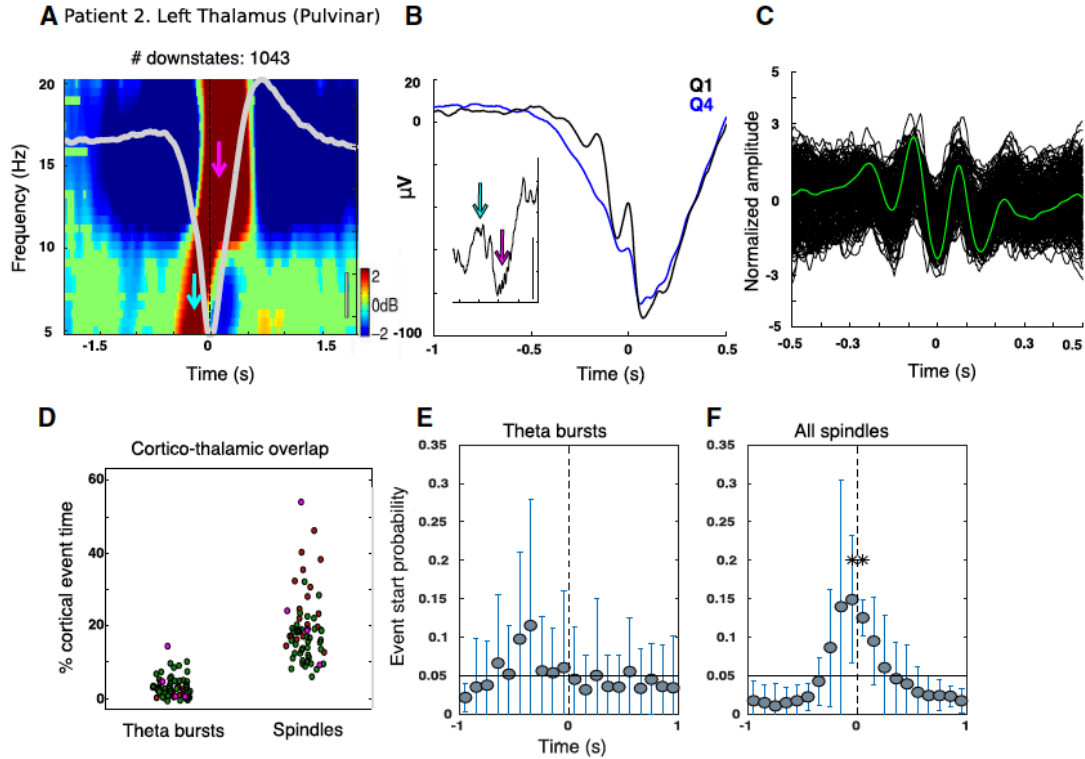 A Patient 2. Left Thalamus (Pulvinar)
# downstates: 1043
20
15
10
5
Frequency (Hz)
-1.5
0
1.5
Time (s)
2
0dB
−2
B
20
0
-100
µV
Q1
Q4
-1
-0.5
0
0.5
Time (s)
C
5
3
0
-3
-5
Normalized amplitude
-0.5
-0.3
0
0.3
0.5
Time (s)
D
Cortico-thalamic overlap
60
40
20
0
% cortical event time
Theta bursts
Spindles
E
Theta bursts
0.35
0.3
0.25
0.2
0.15
0.1
0.05
0
Event start probability
-1
0
1
Time (s)
F
All spindles
0.35
0.3
0.25
0.2
0.15
0.1
0.05
0
-1
0
1